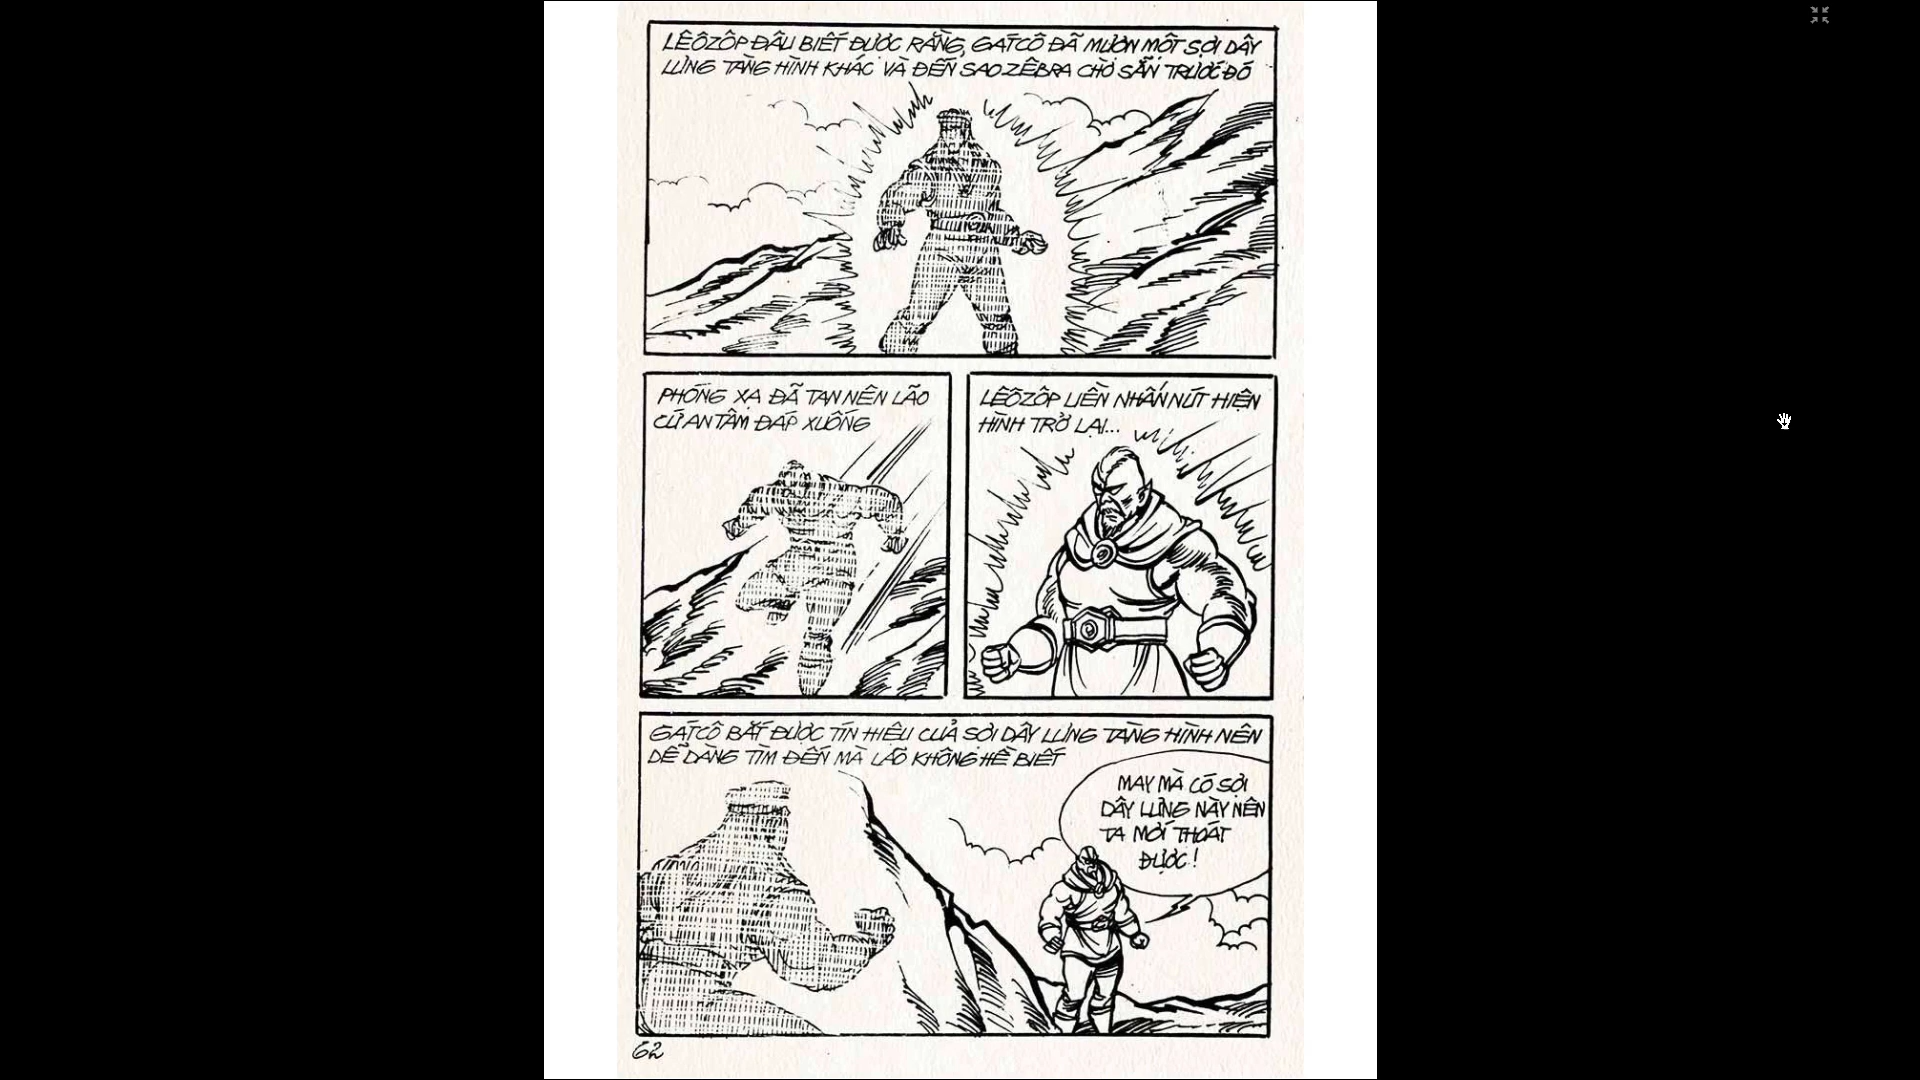 LÊÔZÔP ĐÂU BIẾT ĐƯỢC RẰNG, GATCÔ ĐÃ MƯỢN MỘT SỢI DÂY
LƯNG TÀNG HÌNH KHÁC VÀ ĐẾN SAO ZÊBRA CHỜ SẴN TRƯỚC ĐÓ
PHÓNG XẠ ĐÃ TAN NÊN LÃO
CỨ AN TÂM ĐÁP XUỐNG
LÊÔZÔP LIỀN NHẤN NÚT HIỆN
HÌNH TRỞ LẠI...
GATCÔ BẮT ĐƯỢC TÍN HIỆU CỦA SỢI DÂY LƯNG TÀNG HÌNH NÊN
DỄ DÀNG TÌM ĐẾN MÀ LÃO KHÔNG HỀ BIẾT
MAY MÀ CÓ SỢI
DÂY LƯNG NÀY NÊN
TA MỚI THOÁT
ĐƯỢC!
62